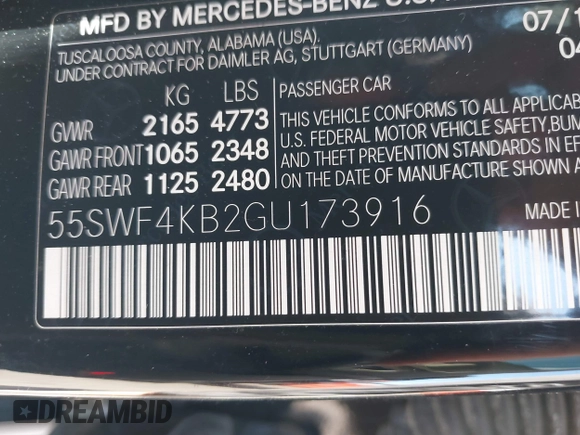 MFD BY MERCEDES-BENZ U.S.
07/1
TUSCALOOSA COUNTY, ALABAMA (USA).
UNDER CONTRACT FOR DAIMLER AG, STUTTGART (GERMANY)
04
KG LBS
PASSENGER CAR
GVWR 2165 4773
GAWR FRONT 1065 2348
GAWR REAR 1125 2480
THIS VEHICLE CONFORMS TO ALL APPLICAB
U.S. FEDERAL MOTOR VEHICLE SAFETY, BUM
AND THEFT PREVENTION STANDARDS IN EF
ON THE DATE OF MANUFACTURE SHOWN A
55SWF4KB2GU173916
MADE IN
DREAMBID